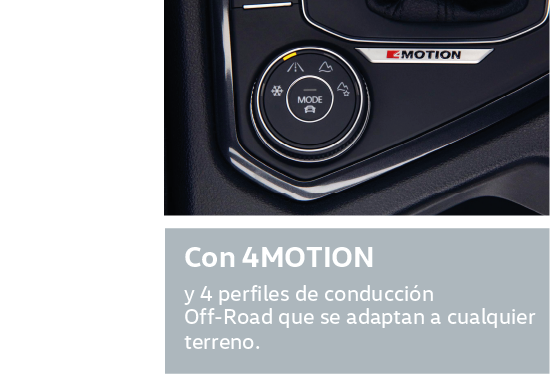 4MOTION
MODE
Con 4MOTION
y 4 perfiles de conducción
Off-Road que se adaptan a cualquier
terreno.